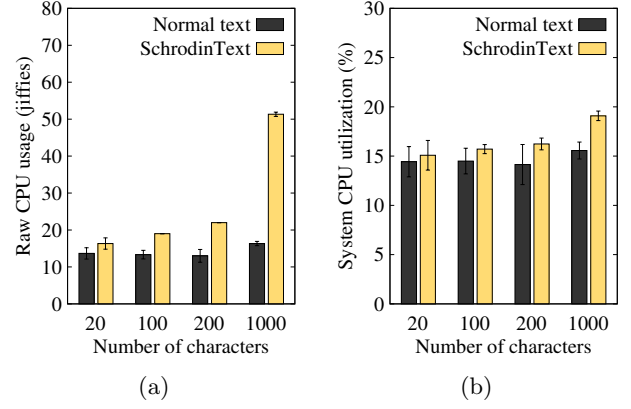 Normal text
SchrodinText
80
70
60
50
40
30
20
10
0
Raw CPU usage (jiffies)
20 100 200 1000
Number of characters
(a)
Normal text
SchrodinText
30
25
20
15
10
5
0
System CPU utilization (%)
20 100 200 1000
Number of characters
(b)